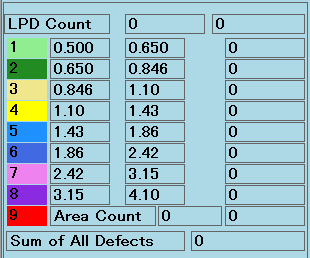 LPD Count 0 0
1 0.500 0.650 0
2 0.650 0.846 0
3 0.846 1.10 0
4 1.10 1.43 0
5 1.43 1.86 0
6 1.86 2.42 0
7 2.42 3.15 0
8 3.15 4.10 0
9 Area Count 0 0
Sum of All Defects 0